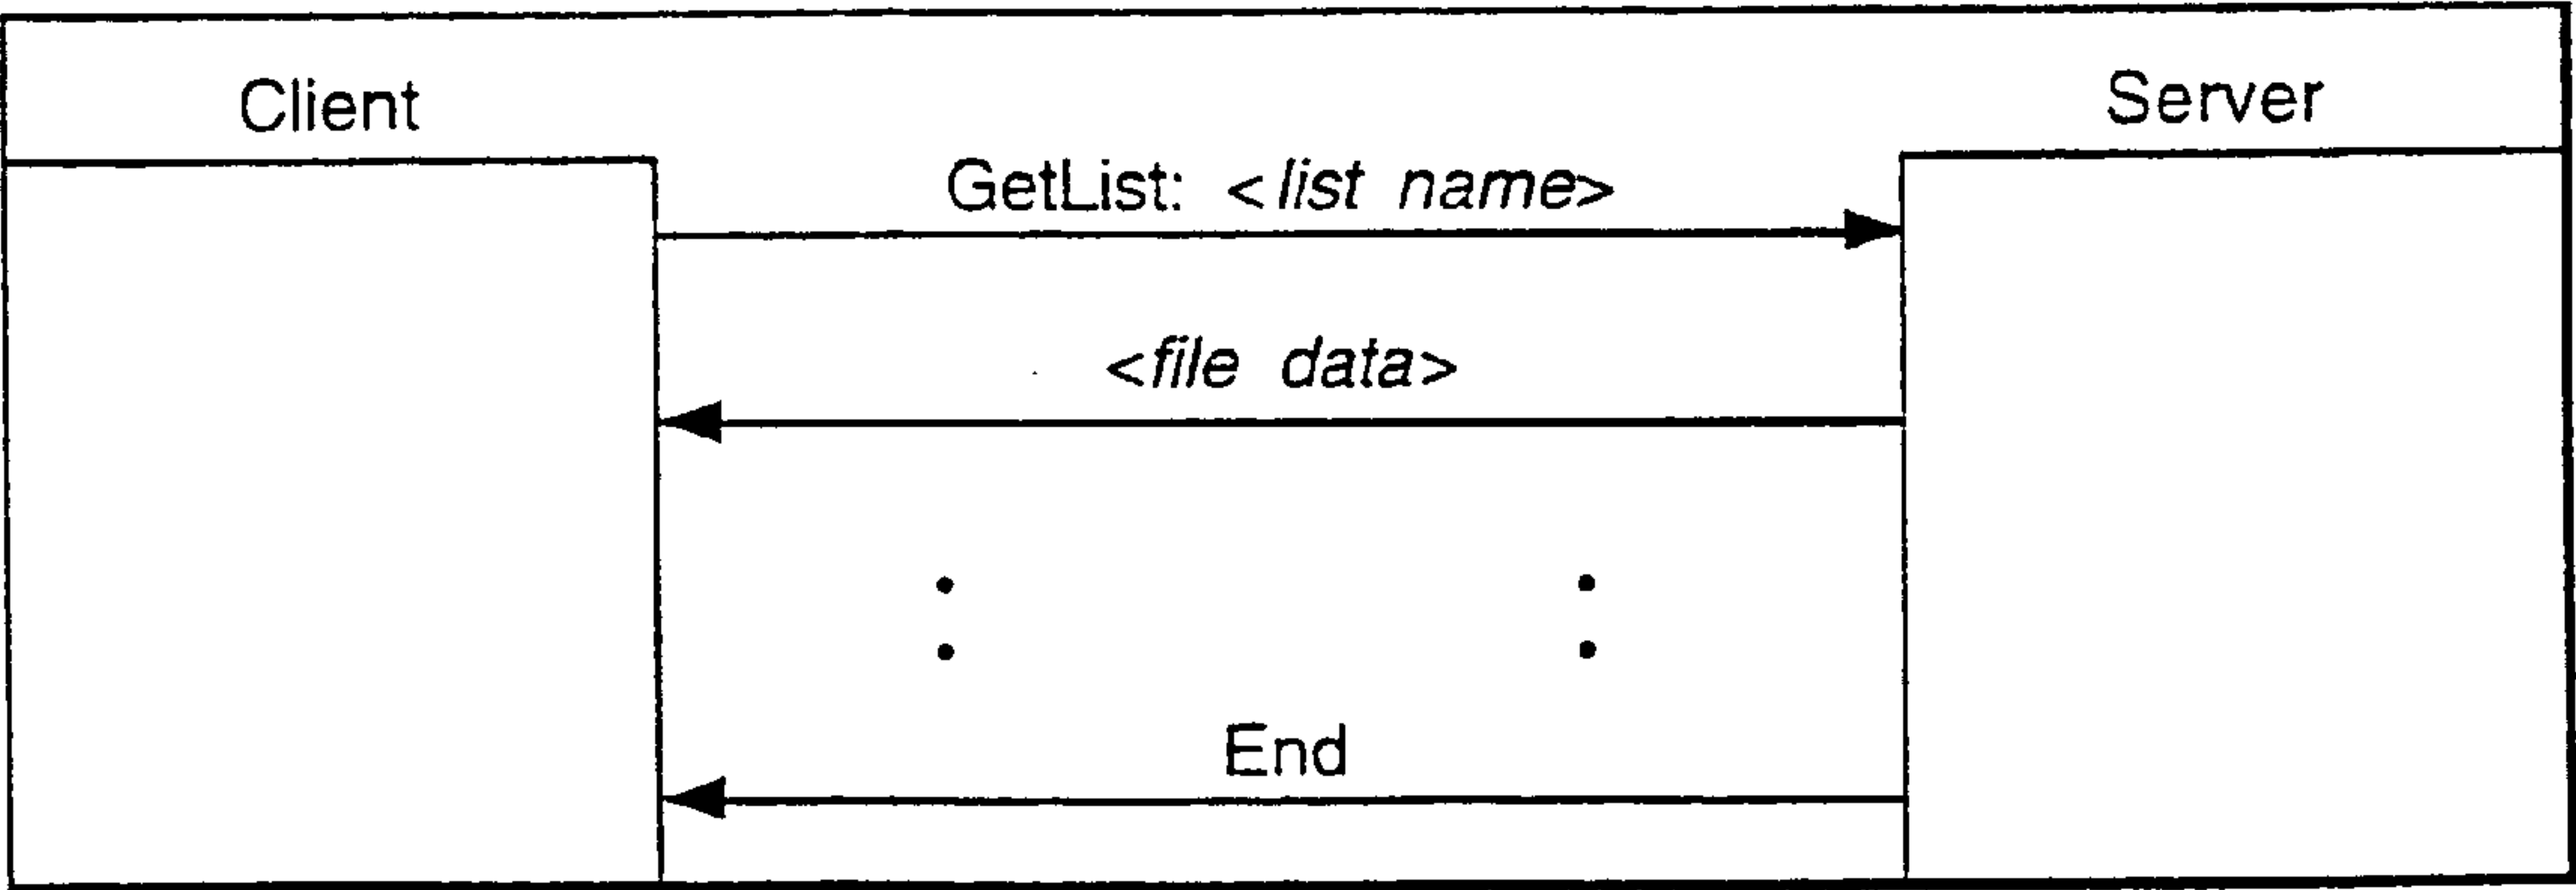 Client
Server
GetList: <list name>
<file data>
End